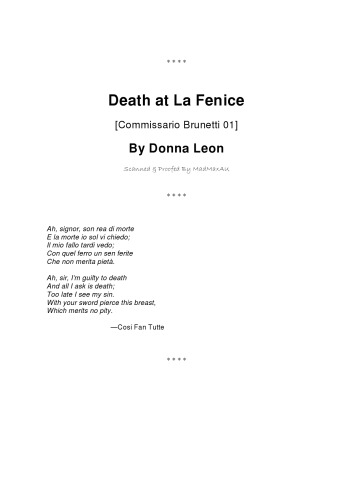 ****
Death at La Fenice
[Commissario Brunetti 01]
By Donna Leon
Scanned & Proofed By MadMaxAU
****
Ah, signor, son rea di morte
E la morte io sol vi chiedo;
Il mio fallo tardi vedo;
Con quel ferro un sen ferite
Che non merita pietà.
Ah, sir, I'm guilty to death
And all I ask is death;
Too late I see my sin.
With your sword pierce this breast,
Which merits no pity.
—Cosi Fan Tutte
****